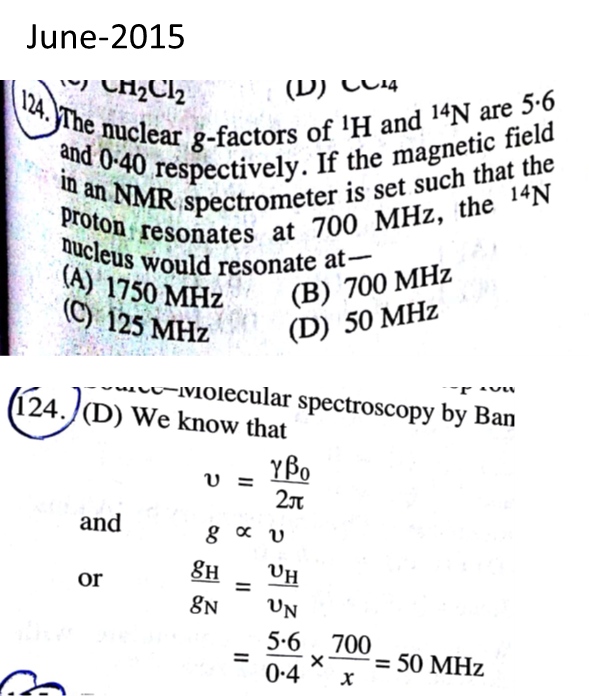 June-2015
CH₂Cl₂ (D) CCl₄
124. The nuclear g-factors of ¹H and ¹⁴N are 5·6
and 0·40 respectively. If the magnetic field
in an NMR spectrometer is set such that the
proton resonates at 700 MHz, the ¹⁴N
nucleus would resonate at—
(A) 1750 MHz (B) 700 MHz
(C) 125 MHz (D) 50 MHz
—Molecular spectroscopy by Ban
124. (D) We know that
υ = γβ₀ / 2π
and g ∝ υ
or gH / gN = υH / υN
= 5·6 / 0·4 × 700 / x = 50 MHz